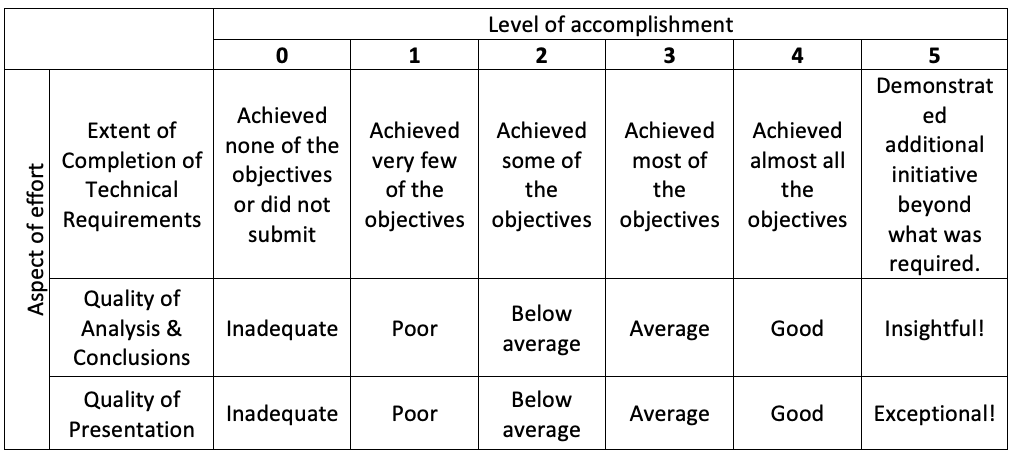 Level of accomplishment
0 1 2 3 4 5
Aspect of effort
Extent of
Completion of
Technical
Requirements
Achieved
none of the
objectives
or did not
submit
Achieved
very few
of the
objectives
Achieved
some of
the
objectives
Achieved
most of
the
objectives
Achieved
almost all
the
objectives
Demonstrat
ed
additional
initiative
beyond
what was
required.
Quality of
Analysis &
Conclusions
Inadequate
Poor
Below
average
Average
Good
Insightful!
Quality of
Presentation
Inadequate
Poor
Below
average
Average
Good
Exceptional!